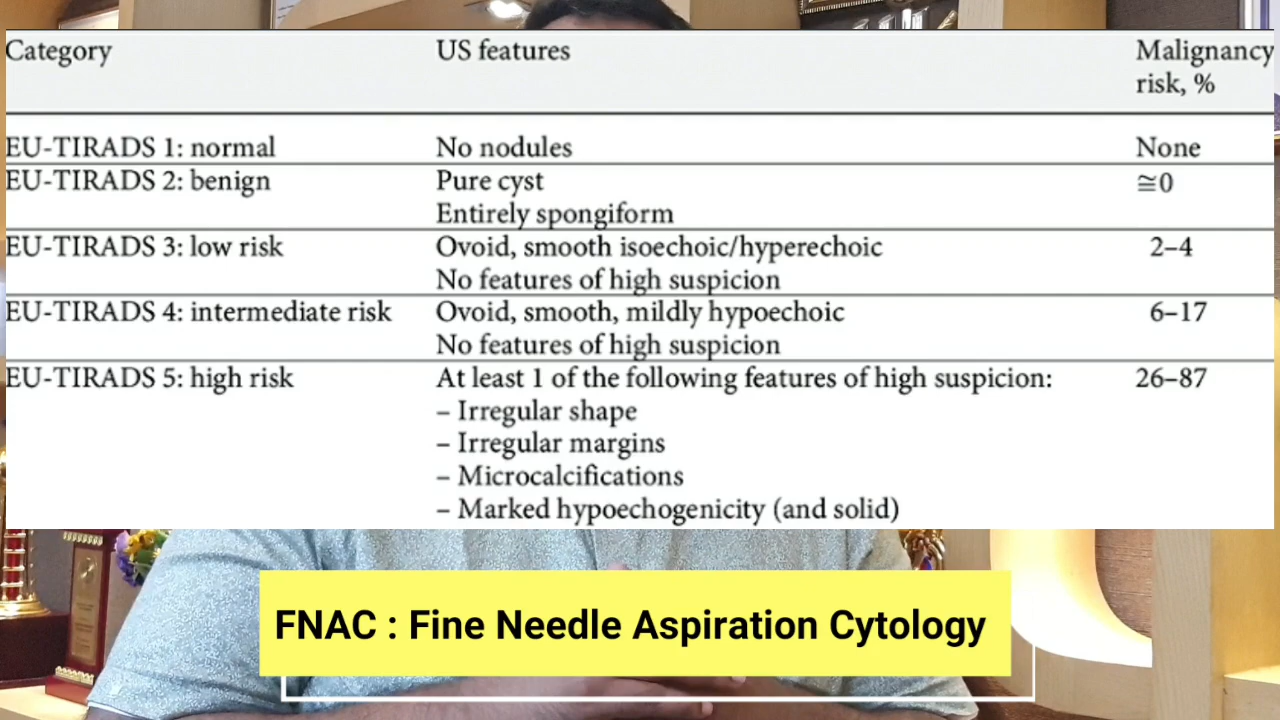 Category US features Malignancy
risk, %
EU-TIRADS 1: normal No nodules None
EU-TIRADS 2: benign Pure cyst ≅0
Entirely spongiform
EU-TIRADS 3: low risk Ovoid, smooth isoechoic/hyperechoic 2–4
No features of high suspicion
EU-TIRADS 4: intermediate risk Ovoid, smooth, mildly hypoechoic 6–17
No features of high suspicion
EU-TIRADS 5: high risk At least 1 of the following features of high suspicion: 26–87
– Irregular shape
– Irregular margins
– Microcalcifications
– Marked hypoechogenicity (and solid)
FNAC : Fine Needle Aspiration Cytology